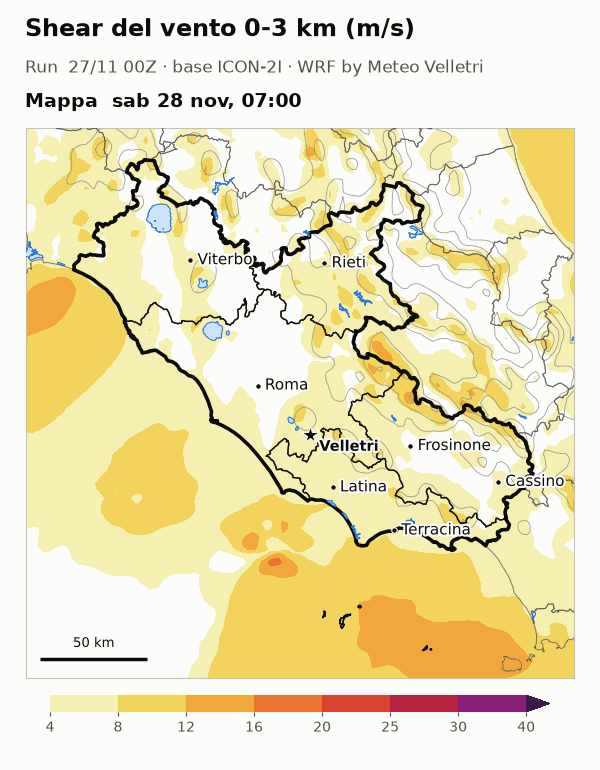 Shear del vento 0-3 km (m/s)
Run  27/11 00Z · base ICON-2I · WRF by Meteo Velletri
Mappa  sab 28 nov, 07:00
Viterbo
Rieti
Roma
Velletri
Frosinone
Cassino
Latina
Terracina
50 km
4 8 12 16 20 25 30 40